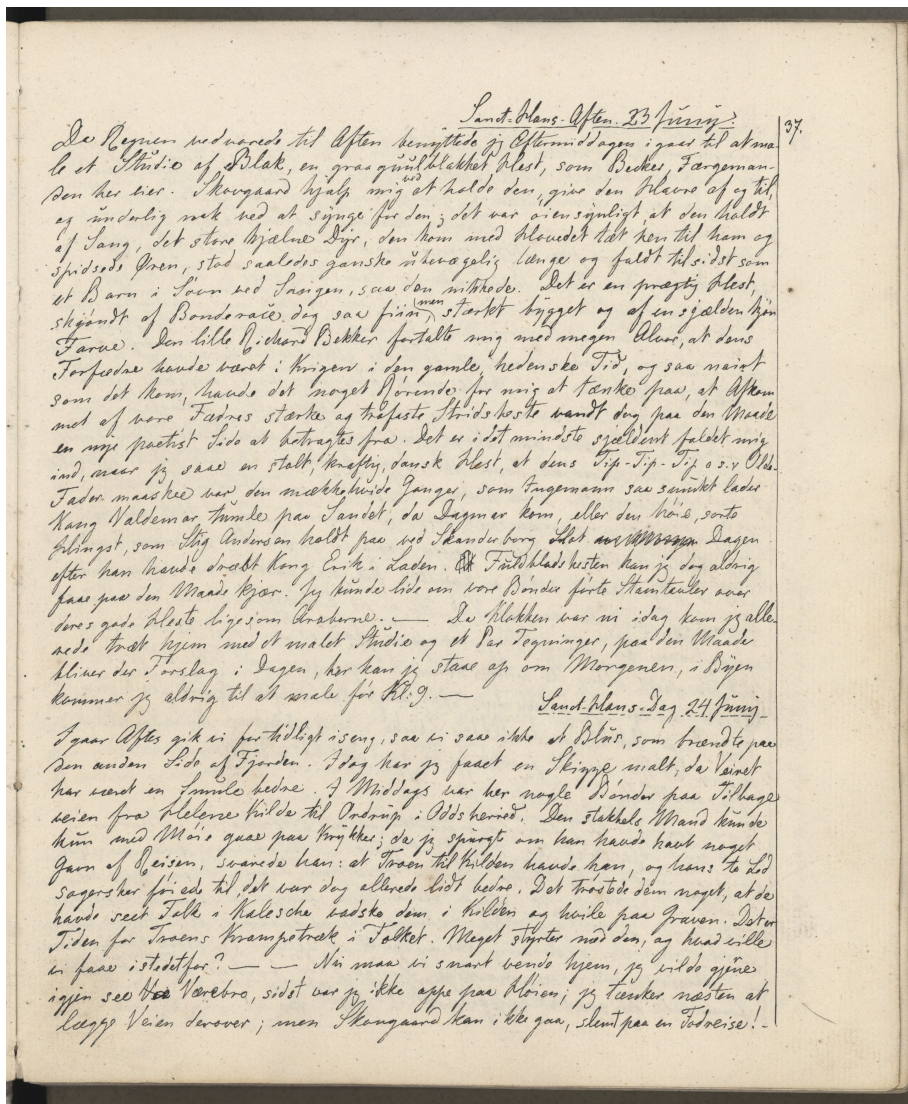 Sanct-Hans-Aften. 23 Juny.
37.
Da Regnen vedvarede til Aften benyttede jeg Eftermiddagen igaar til at ma-
le et Studie af Blak, en graaguulblakket Hest, som Becker, Færgeman-
den her eier. Skovgaard hjalp mig ved at holde den, give den Havre af og til,
og underlig nok ved at synge for den; det var øiensynligt at den holdt
af Sang, det store hjælne Dyr, den kom med Hovedet tæt hen til ham og
spidsede Øren, stod saaledes ganske ubevægelig længe og faldt tilsidst som
et Barn i Søvn ved Sangen, saa den nikkede. Det er en prægtig Hest,
skjøndt af Bonderace dog saa fiin men stærkt bygget og af en sjælden kjøn
Farve. Den lille Richard Bekker fortalte mig med megen Alvor, at dens
Forfædre havde været i Krigen i den gamle, hedenske Tid, og saa naivt
som det kom, havde det noget Rørende for mig at tænke paa, at Afkom
met af vore Fædres stærke og trofaste Stridsheste vandt dog paa den Maade
en nye poetisk Side at betragtes fra. Det er idetmindste sjældent faldet mig
ind, naar jeg saae en stolt, kraftig, dansk Hest, at dens Tip-Tip-Tip o.s.v Olde-
Fader maaskee var den mælkehvide Ganger, som Ingemann saa smukt lader
Kong Valdemar tumle paa Sandet, da Dagmar kom, eller den høie, sorte
Hingst, som Stig Andersen holdt paa ved Skanderborg Slot Dagen
efter han havde dræbt Kong Erik i Laden. Fuldblodshesten kan jeg dog aldrig
faae paa den Maade kjær. Jeg kunde lide om vore Bønder førte Stamtavler over
deres gode Heste ligesom Araberne. — Da Klokken var ni idag kom jeg alle-
rede træt hjem med et malet Studie og et Par Tegninger, paa den Maade
bliver der Forslag i Dagen, her kan jeg staae op om Morgenen, i Byen
kommer jeg aldrig til at male før Kl: 9. —
Sanct-Hans-Dag 24 Juny.
Igaar Aftes gik vi for tidligt iseng, saa vi saae ikke et Blus, som brændte paa
den anden Side af Fjorden. Idag har jeg faaet en Skizze malt, da Veiret
har været en Smule bedre. I Middags var her nogle Bønder paa Tilbage
veien fra Helene Kilde til Ordrup i Oddsherred. Den stakkels Mand kunde
kun med Møie gaae paa Krykker; da jeg spurgte om han havde havt noget
Gavn af Reisen, svarede han: at Troen til Kilden havde han, og hans to Led
sagersker føiede til, det var dog allerede lidt bedre. Det trøstede dem noget, at de
havde seet Folk i Kalesche vadske dem i Kilden og hvile paa Graven. Det er
Tiden for Troens Krampetræk i Folket. Meget styrter ned den, og hvad ville
vi faae istedetfor? — — Nu maa vi snart vende hjem, jeg vilde gjerne
igjen see Værebro, sidst var jeg ikke oppe paa Høien; jeg tænker næsten at
lægge Veien derover; men Skovgaard kan ikke gaa, slemt paa en Fodreise! -